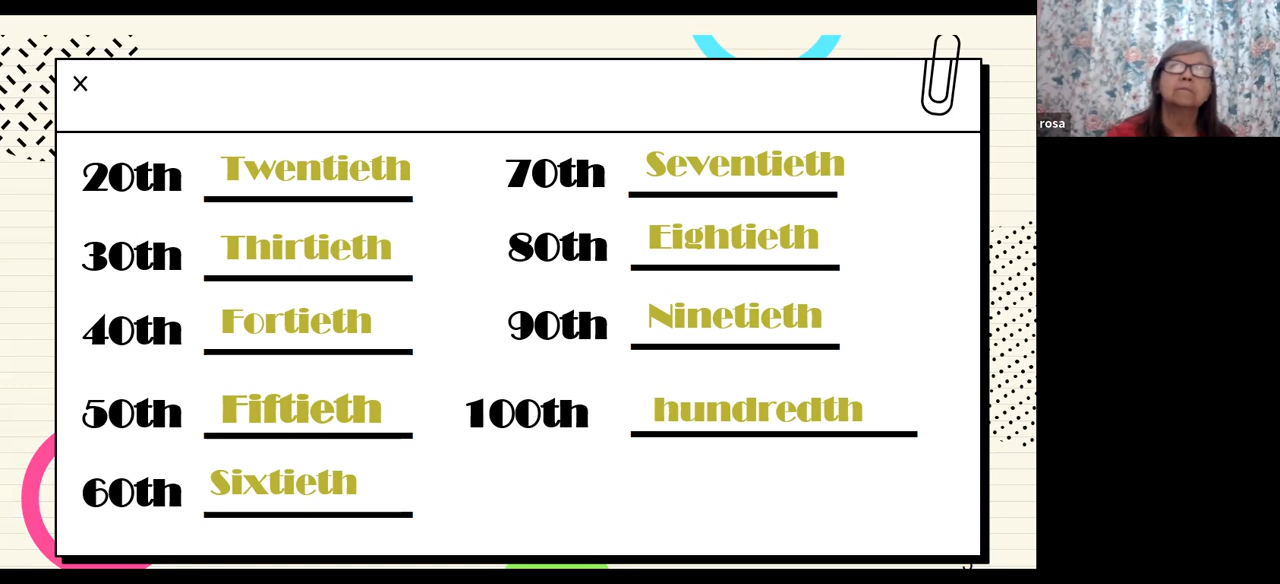 X
20th Twentieth
30th Thirtieth
40th Fortieth
50th Fiftieth
60th Sixtieth
70th Seventieth
80th Eightieth
90th Ninetieth
100th hundredth
rosa